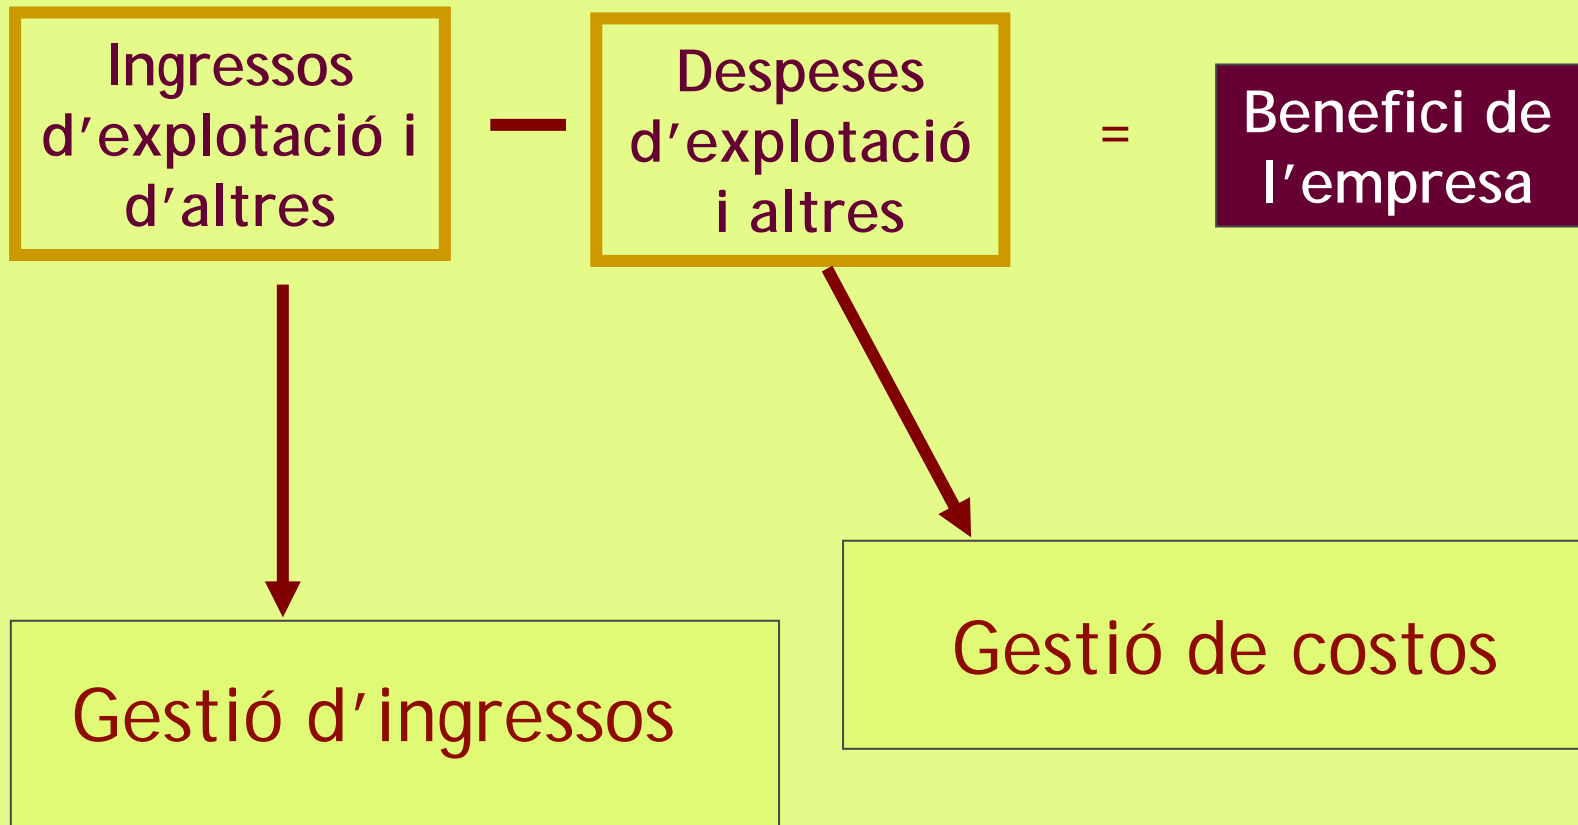 Ingressos
d'explotació i
d'altres
—
Despeses
d'explotació
i altres
=
Benefici de
l'empresa
Gestió de costos
Gestió d'ingressos